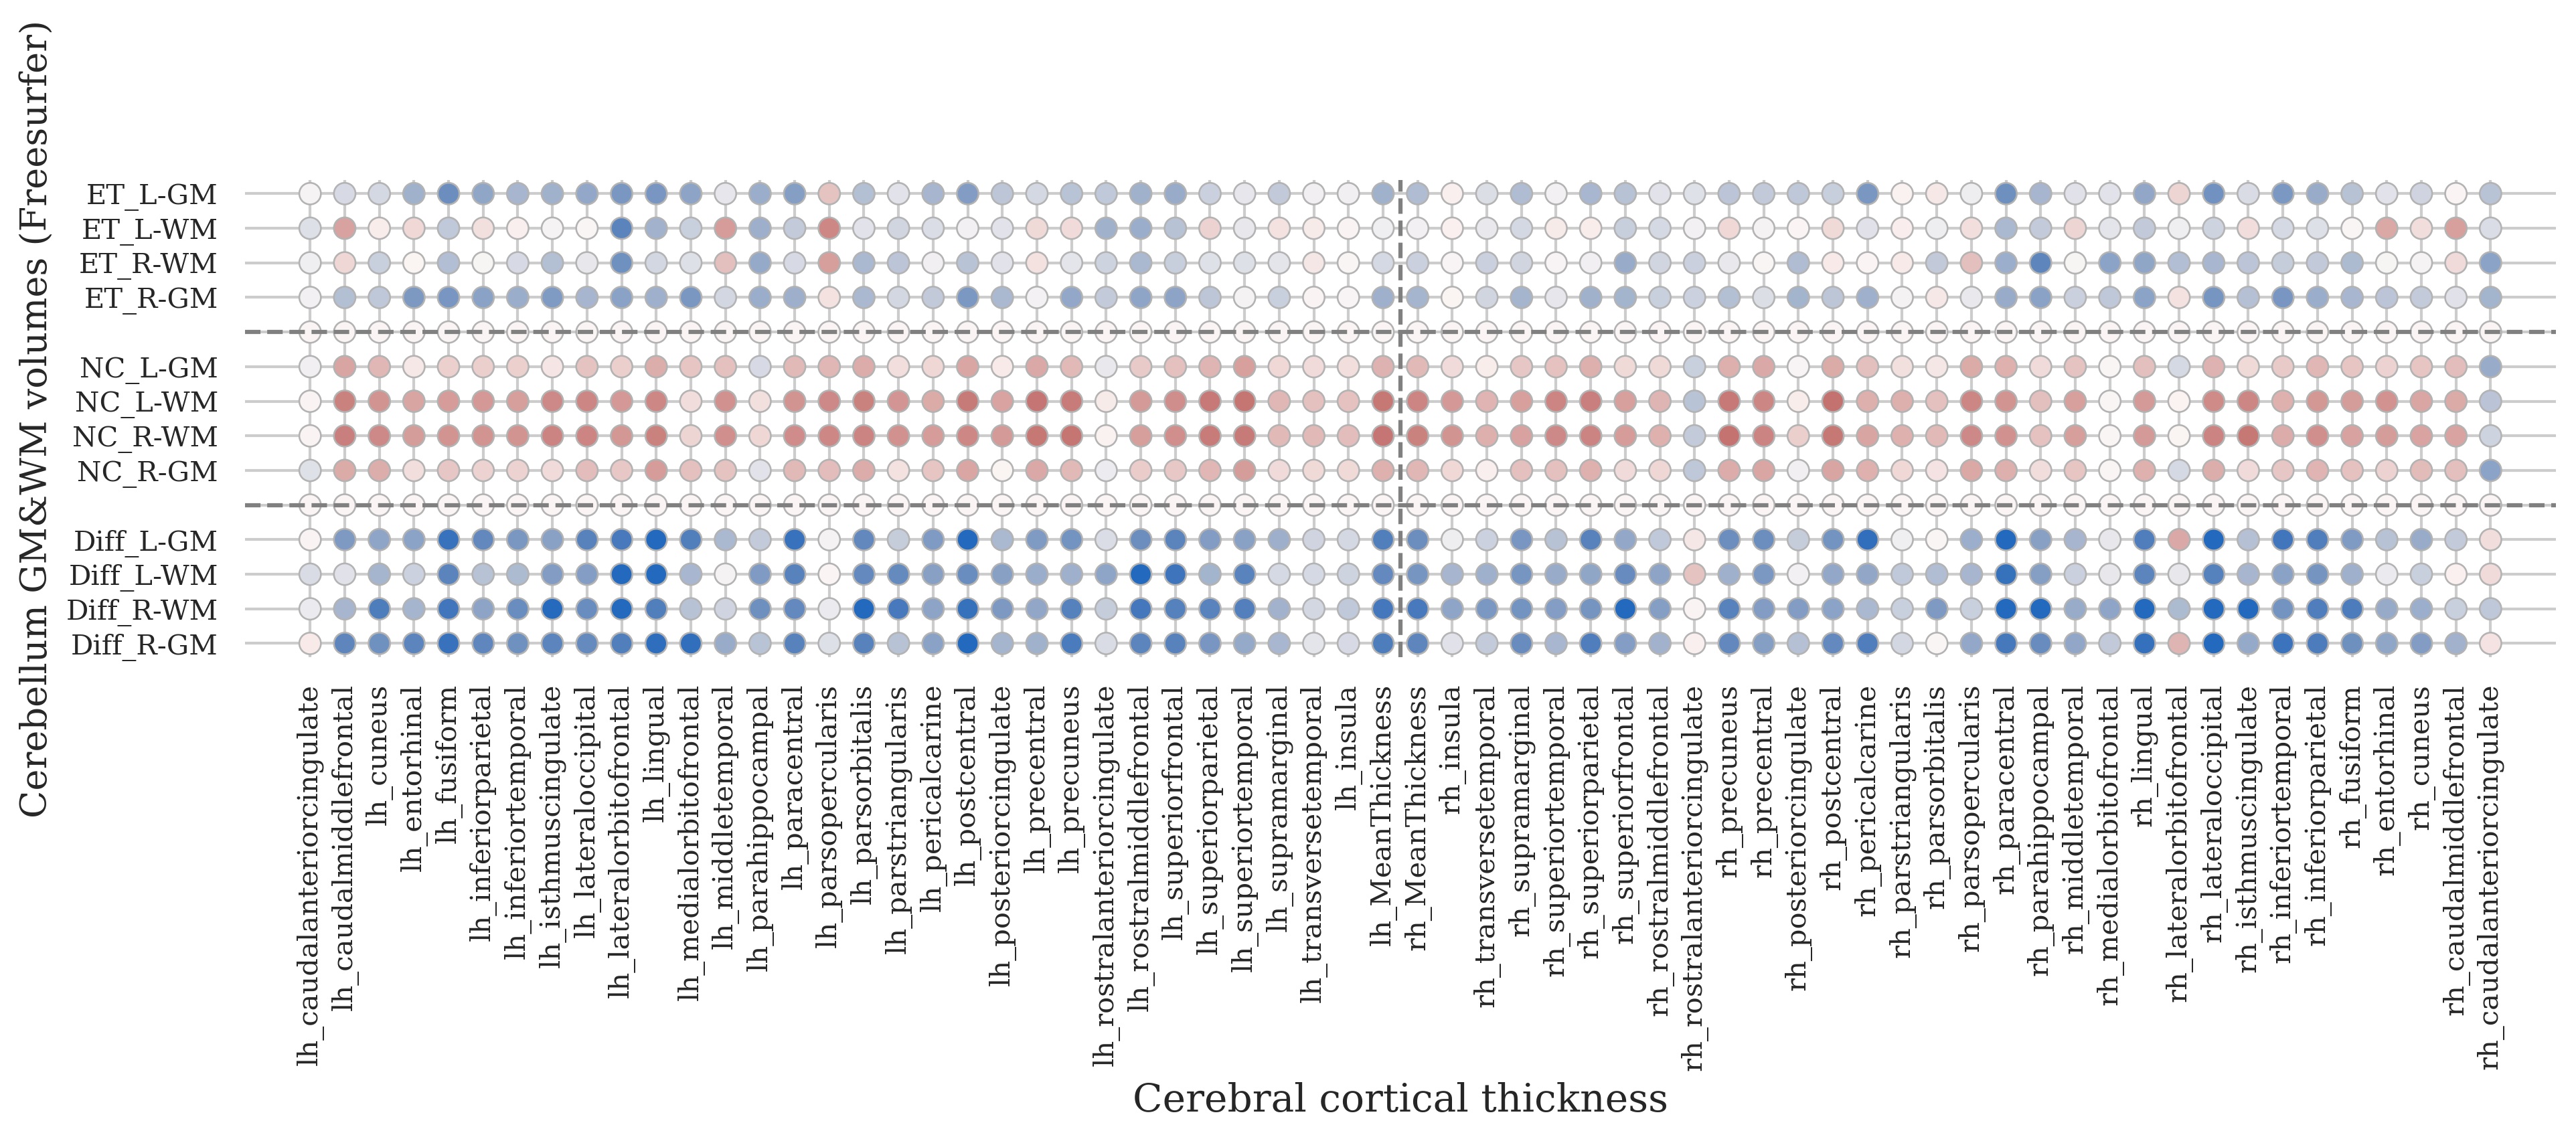 Cerebellum GM&WM volumes (Freesurfer)
ET_L-GM
ET_L-WM
ET_R-WM
ET_R-GM
NC_L-GM
NC_L-WM
NC_R-WM
NC_R-GM
Diff_L-GM
Diff_L-WM
Diff_R-WM
Diff_R-GM
lh_caudalanteriorcingulate
lh_caudalmiddlefrontal
lh_cuneus
lh_entorhinal
lh_fusiform
lh_inferiorparietal
lh_inferiortemporal
lh_isthmuscingulate
lh_lateraloccipital
lh_lateralorbitofrontal
lh_lingual
lh_medialorbitofrontal
lh_middletemporal
lh_parahippocampal
lh_paracentral
lh_parsopercularis
lh_parsorbitalis
lh_parstriangularis
lh_pericalcarine
lh_postcentral
lh_posteriorcingulate
lh_precentral
lh_precuneus
lh_rostralanteriorcingulate
lh_rostralmiddlefrontal
lh_superiorfrontal
lh_superiorparietal
lh_superiortemporal
lh_supramarginal
lh_transversetemporal
lh_insula
lh_MeanThickness
rh_MeanThickness
rh_insula
rh_transversetemporal
rh_supramarginal
rh_superiortemporal
rh_superiorparietal
rh_superiorfrontal
rh_rostralmiddlefrontal
rh_rostralanteriorcingulate
rh_precuneus
rh_precentral
rh_posteriorcingulate
rh_postcentral
rh_pericalcarine
rh_parstriangularis
rh_parsorbitalis
rh_parsopercularis
rh_paracentral
rh_parahippocampal
rh_middletemporal
rh_medialorbitofrontal
rh_lingual
rh_lateralorbitofrontal
rh_lateraloccipital
rh_isthmuscingulate
rh_inferiortemporal
rh_inferiorparietal
rh_fusiform
rh_entorhinal
rh_cuneus
rh_caudalmiddlefrontal
rh_caudalanteriorcingulate
Cerebral cortical thickness